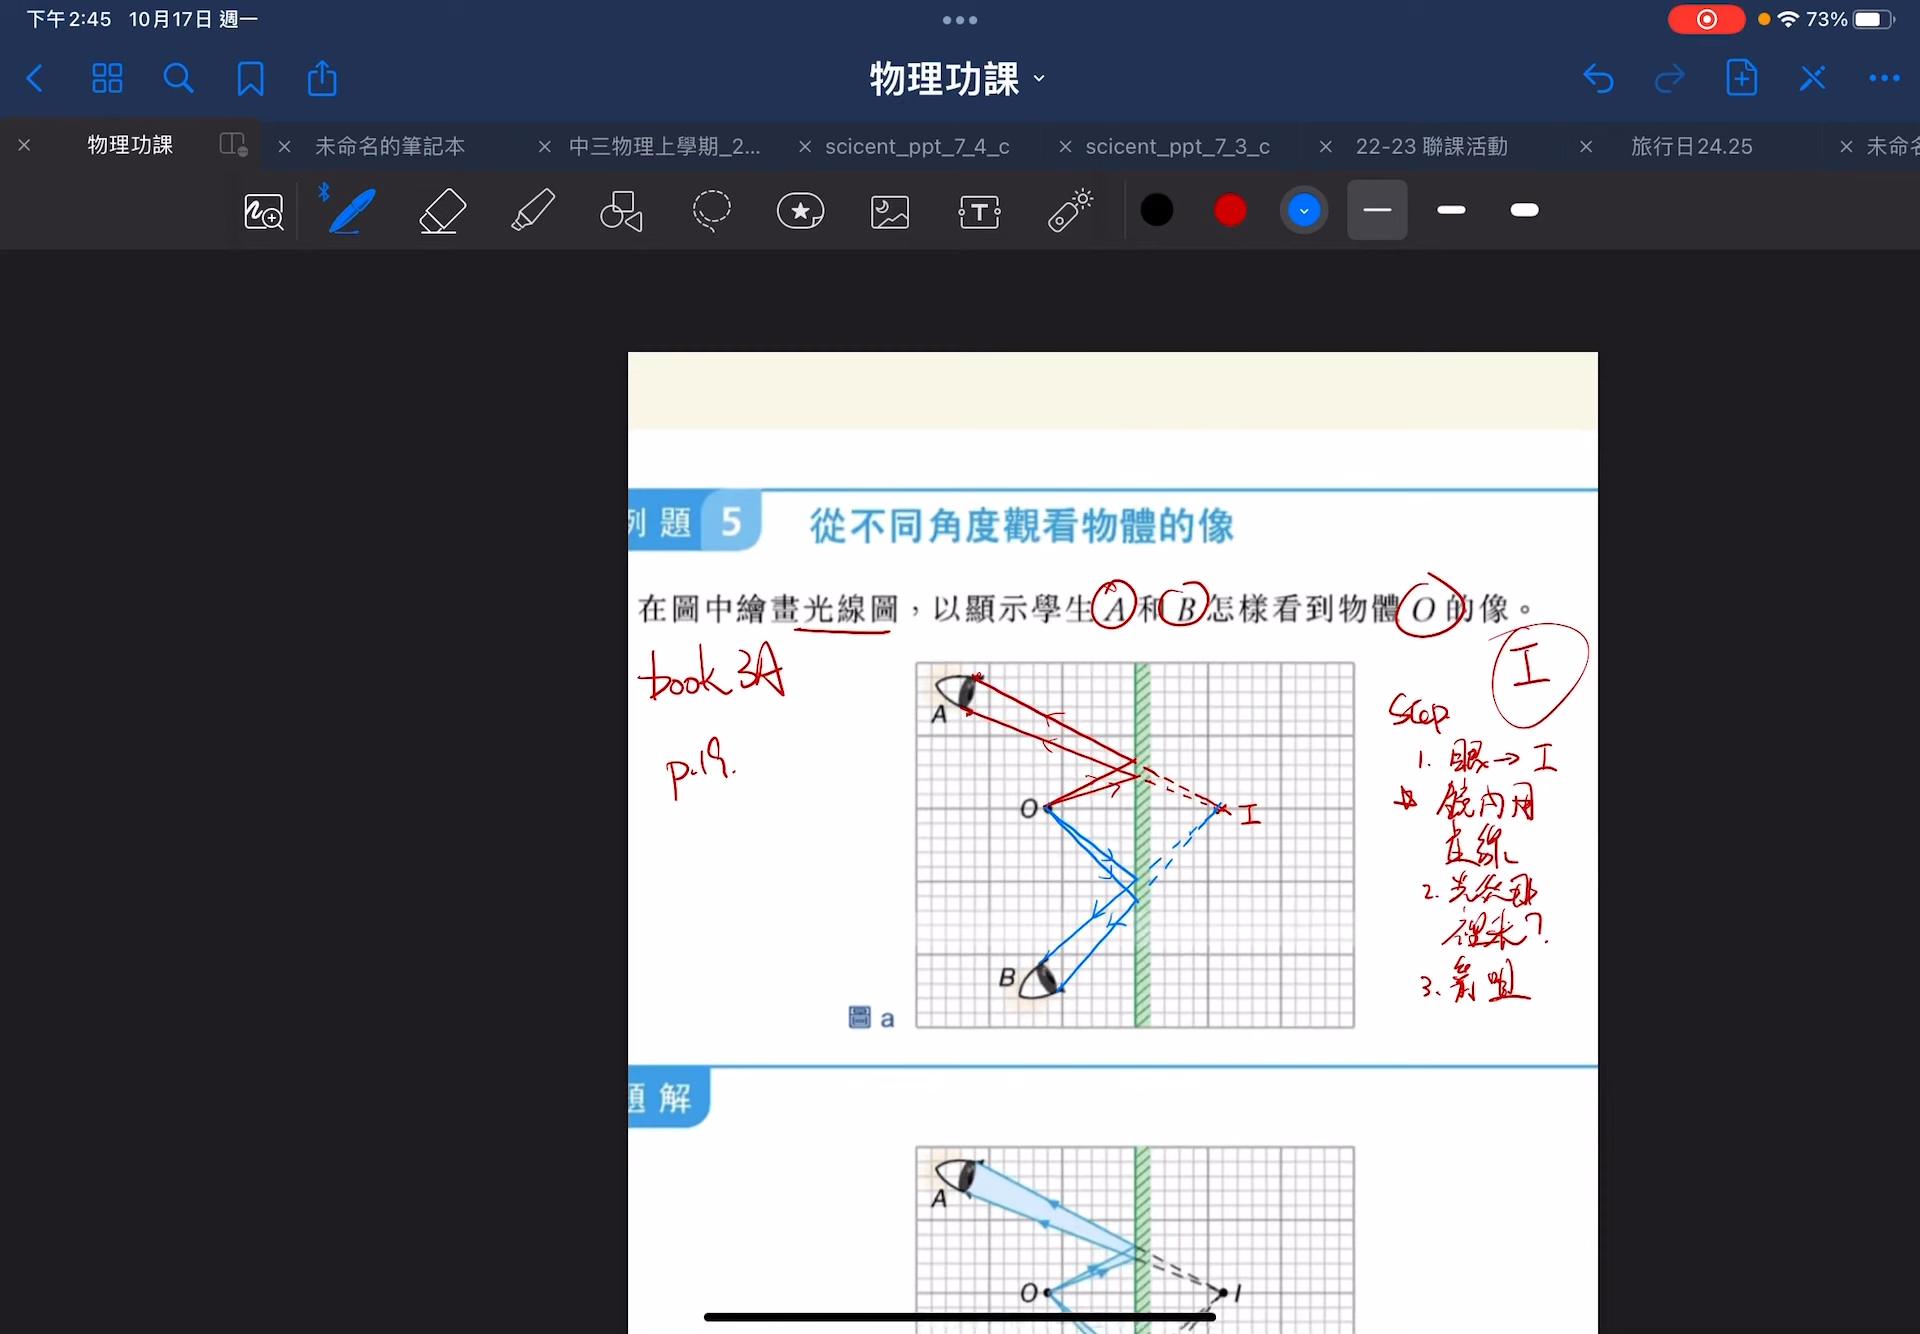 下午2:45 10月17日 週一
73%
物理功課
物理功課
未命名的筆記本
中三物理上學期_2...
scicent_ppt_7_4_c
scicent_ppt_7_3_c
22-23 聯課活動
旅行日24.25
未命名
T
例題 5 從不同角度觀看物體的像
在圖中繪畫光線圖，以顯示學生A和B怎樣看到物體O的像。
book 3A
p.19.
I
Step
1. 眼→I
鏡內用
直線
2. 光從那
裡來?
3. 箭咀
A
O
I
B
圖 a
題解
A
O
I